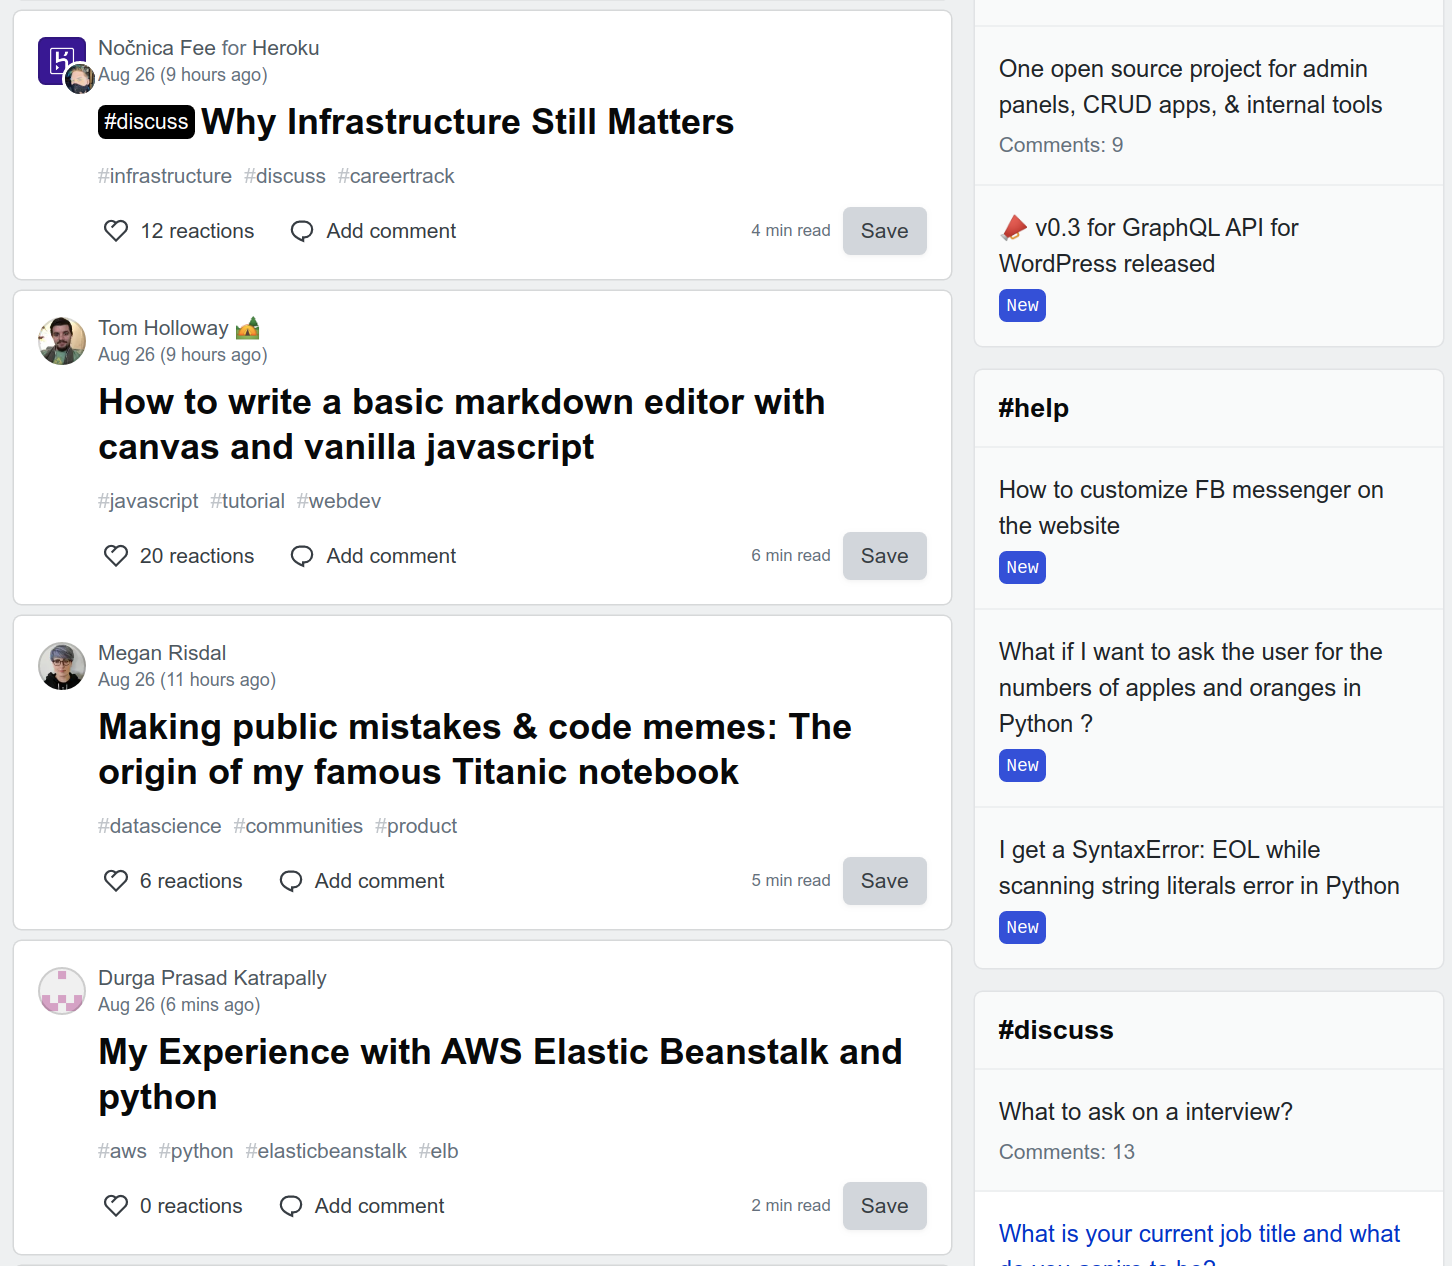 Nočnica Fee for Heroku
Aug 26 (9 hours ago)
#discuss Why Infrastructure Still Matters
#infrastructure #discuss #careertrack
12 reactions Add comment 4 min read Save
Tom Holloway 🏕
Aug 26 (9 hours ago)
How to write a basic markdown editor with
canvas and vanilla javascript
#javascript #tutorial #webdev
20 reactions Add comment 6 min read Save
Megan Risdal
Aug 26 (11 hours ago)
Making public mistakes & code memes: The
origin of my famous Titanic notebook
#datascience #communities #product
6 reactions Add comment 5 min read Save
Durga Prasad Katrapally
Aug 26 (6 mins ago)
My Experience with AWS Elastic Beanstalk and
python
#aws #python #elasticbeanstalk #elb
0 reactions Add comment 2 min read Save
One open source project for admin
panels, CRUD apps, & internal tools
Comments: 9
📣 v0.3 for GraphQL API for
WordPress released
New
#help
How to customize FB messenger on
the website
New
What if I want to ask the user for the
numbers of apples and oranges in
Python ?
New
I get a SyntaxError: EOL while
scanning string literals error in Python
New
#discuss
What to ask on a interview?
Comments: 13
What is your current job title and what
do you aspire to be?